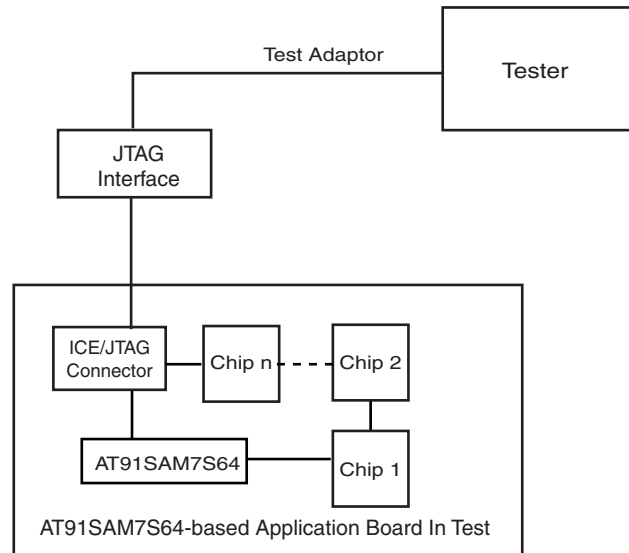 Test Adaptor
Tester
JTAG
Interface
ICE/JTAG
Connector
Chip n
Chip 2
AT91SAM7S64
Chip 1
AT91SAM7S64-based Application Board In Test